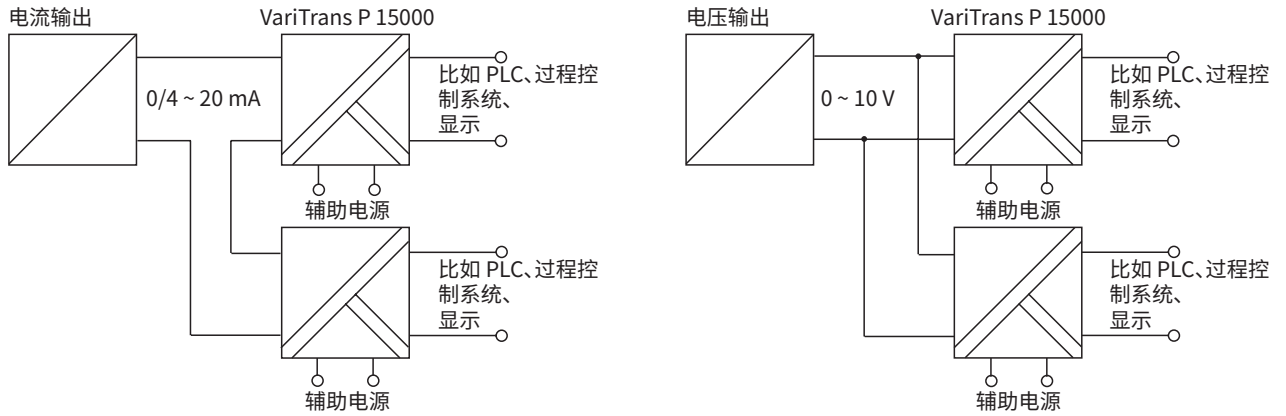 电流输出
VariTrans P 15000
0/4 ~ 20 mA
比如 PLC、过程控
制系统、
显示
辅助电源
比如 PLC、过程控
制系统、
显示
辅助电源
电压输出
VariTrans P 15000
0 ~ 10 V
比如 PLC、过程控
制系统、
显示
辅助电源
比如 PLC、过程控
制系统、
显示
辅助电源